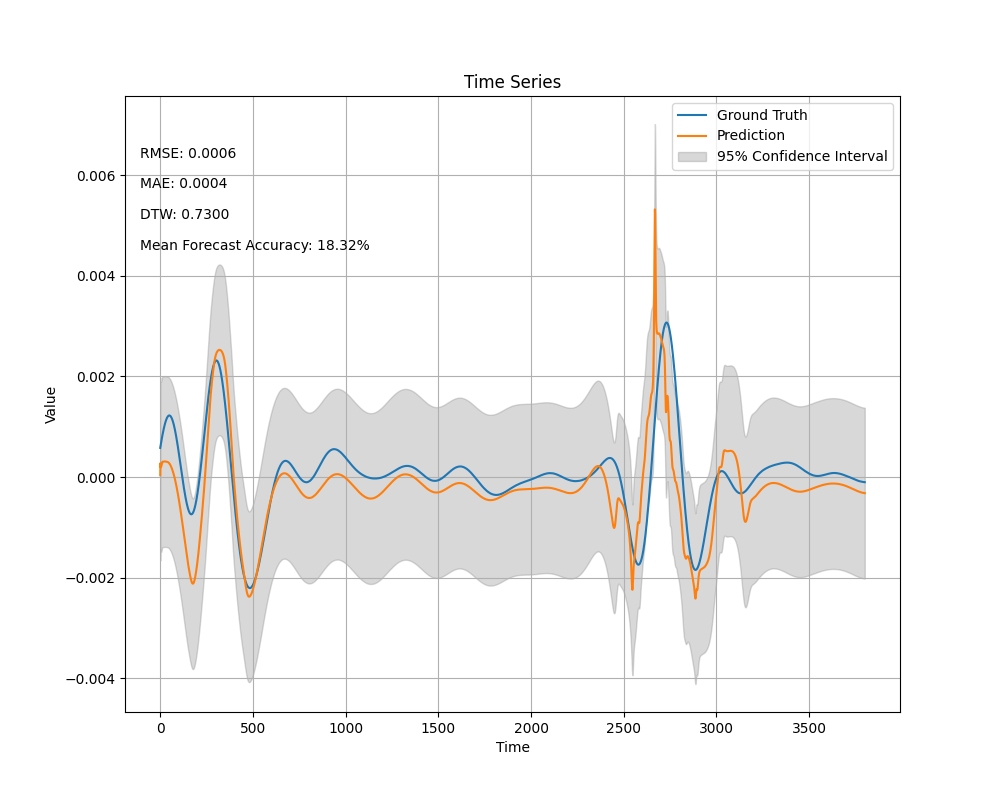 Time Series
Ground Truth
Prediction
95% Confidence Interval
RMSE: 0.0006
MAE: 0.0004
DTW: 0.7300
Mean Forecast Accuracy: 18.32%
0.006
0.004
0.002
0.000
−0.002
−0.004
Value
0 500 1000 1500 2000 2500 3000 3500
Time